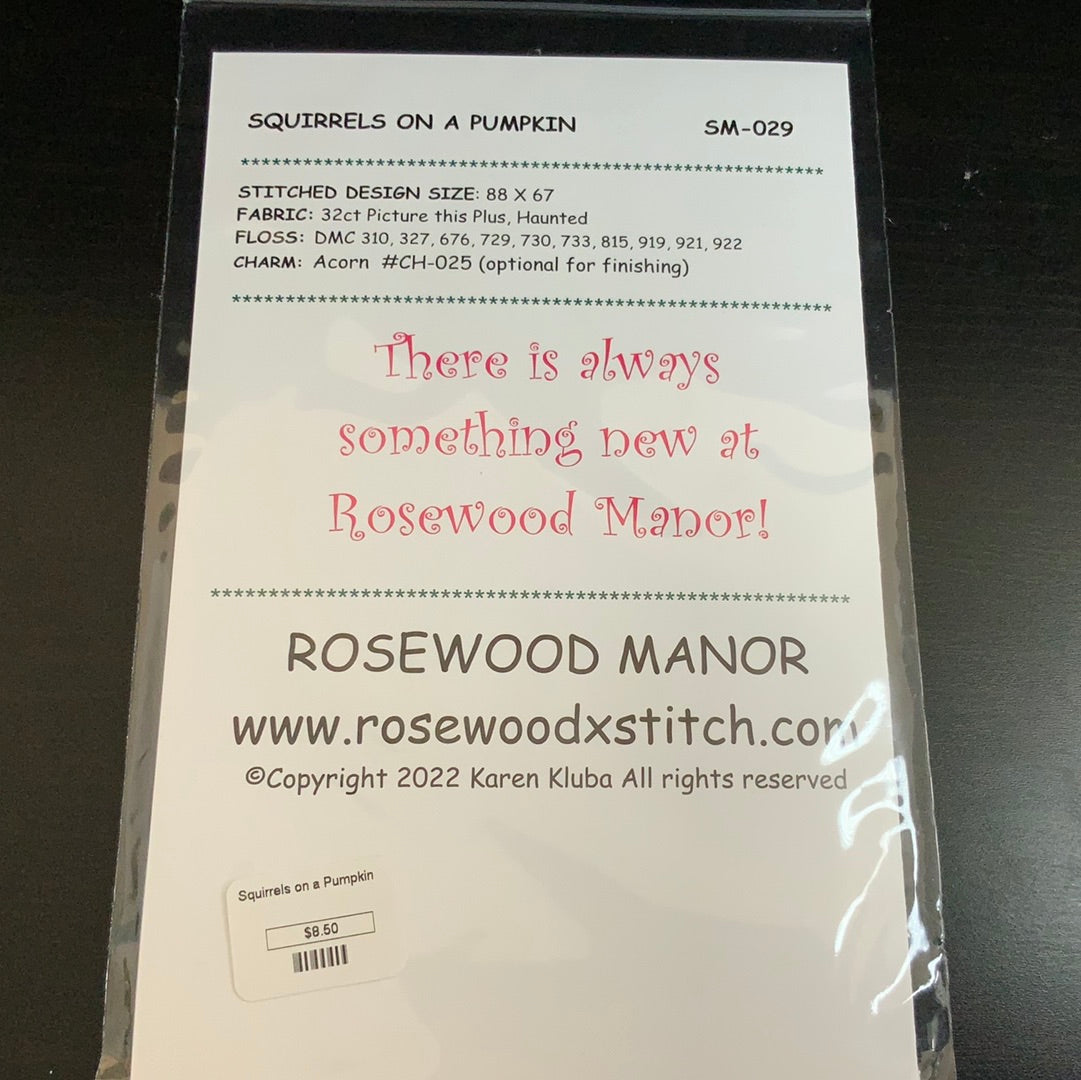 SQUIRRELS ON A PUMPKIN SM-029
************************************************************
STITCHED DESIGN SIZE: 88 X 67
FABRIC: 32ct Picture this Plus, Haunted
FLOSS: DMC 310, 327, 676, 729, 730, 733, 815, 919, 921, 922
CHARM: Acorn #CH-025 (optional for finishing)
************************************************************
There is always
something new at
Rosewood Manor!
************************************************************
ROSEWOOD MANOR
www.rosewoodxstitch.com
©Copyright 2022 Karen Kluba All rights reserved
Squirrels on a Pumpkin
$8.50